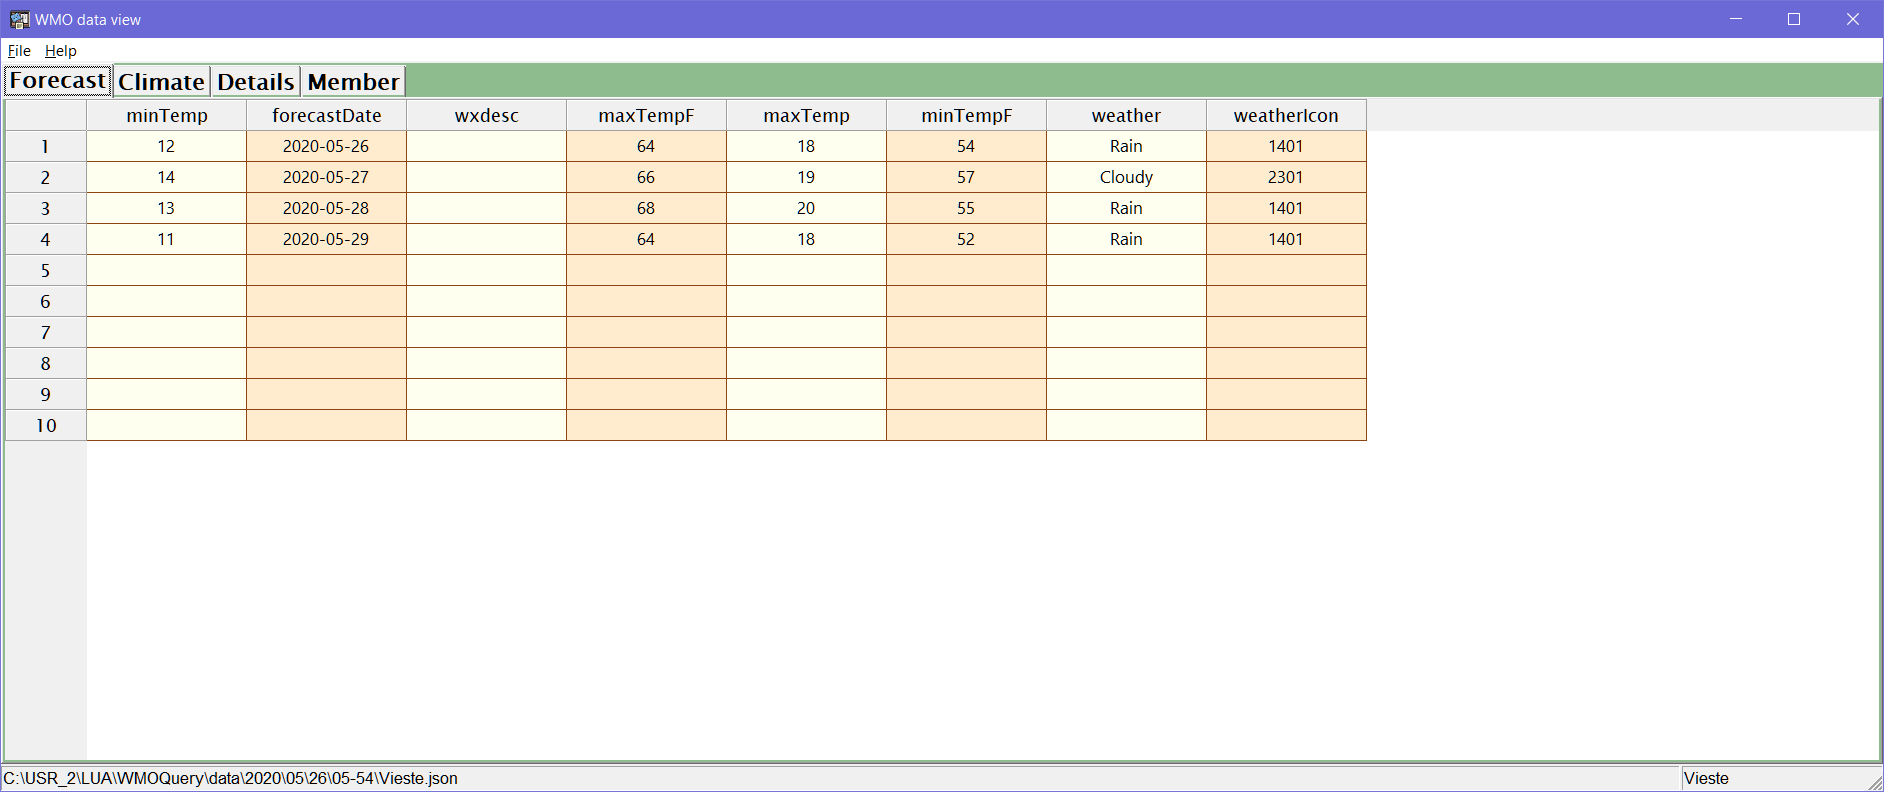 WMO data view
File Help
Forecast Climate Details Member
minTemp forecastDate wxdesc maxTempF maxTemp minTempF weather weatherIcon
1 12 2020-05-26 64 18 54 Rain 1401
2 14 2020-05-27 66 19 57 Cloudy 2301
3 13 2020-05-28 68 20 55 Rain 1401
4 11 2020-05-29 64 18 52 Rain 1401
5
6
7
8
9
10
C:\USR_2\LUA\WMOQuery\data\2020\05\26\05-54\Vieste.json Vieste